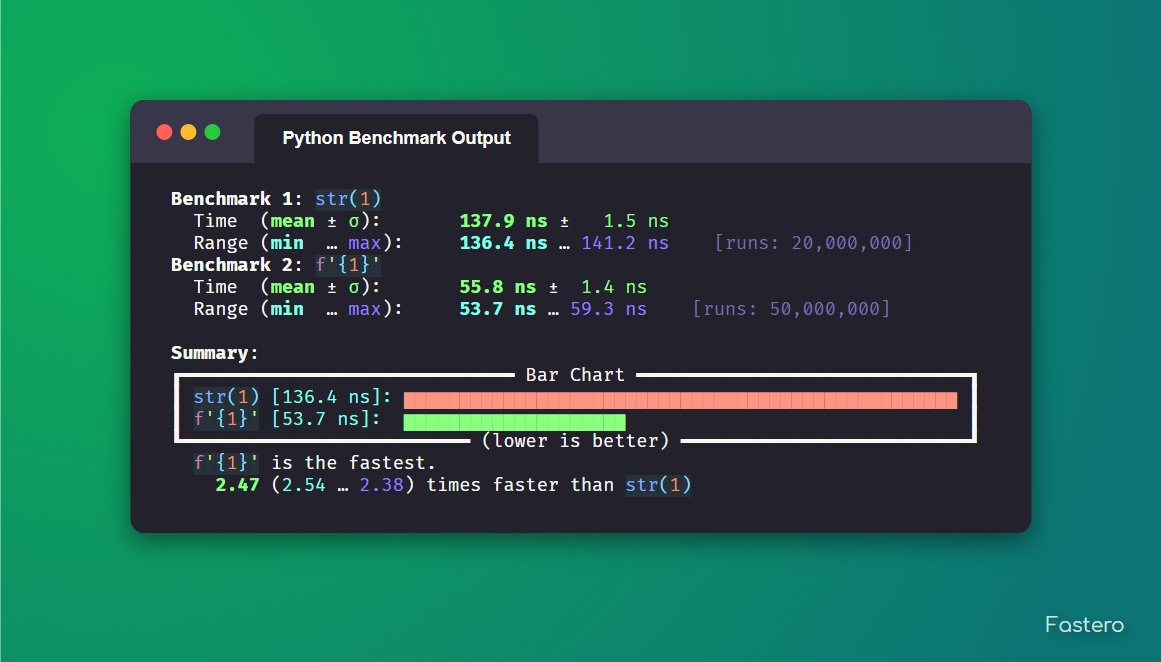 Python Benchmark Output
Benchmark 1: str(1)
Time (mean ± σ): 137.9 ns ± 1.5 ns
Range (min … max): 136.4 ns … 141.2 ns [runs: 20,000,000]
Benchmark 2: f'{1}'
Time (mean ± σ): 55.8 ns ± 1.4 ns
Range (min … max): 53.7 ns … 59.3 ns [runs: 50,000,000]
Summary:
Bar Chart
str(1) [136.4 ns]:
f'{1}' [53.7 ns]:
(lower is better)
f'{1}' is the fastest.
2.47 (2.54 … 2.38) times faster than str(1)
Fastero